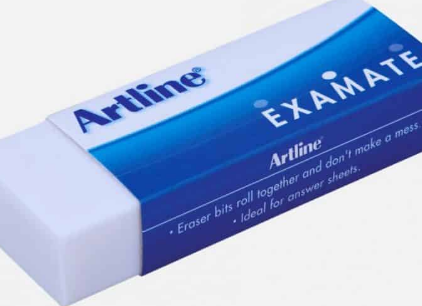 Artline®
EXAMATE
Artline®
• Eraser bits roll together and don't make a mess.
• Ideal for answer sheets.